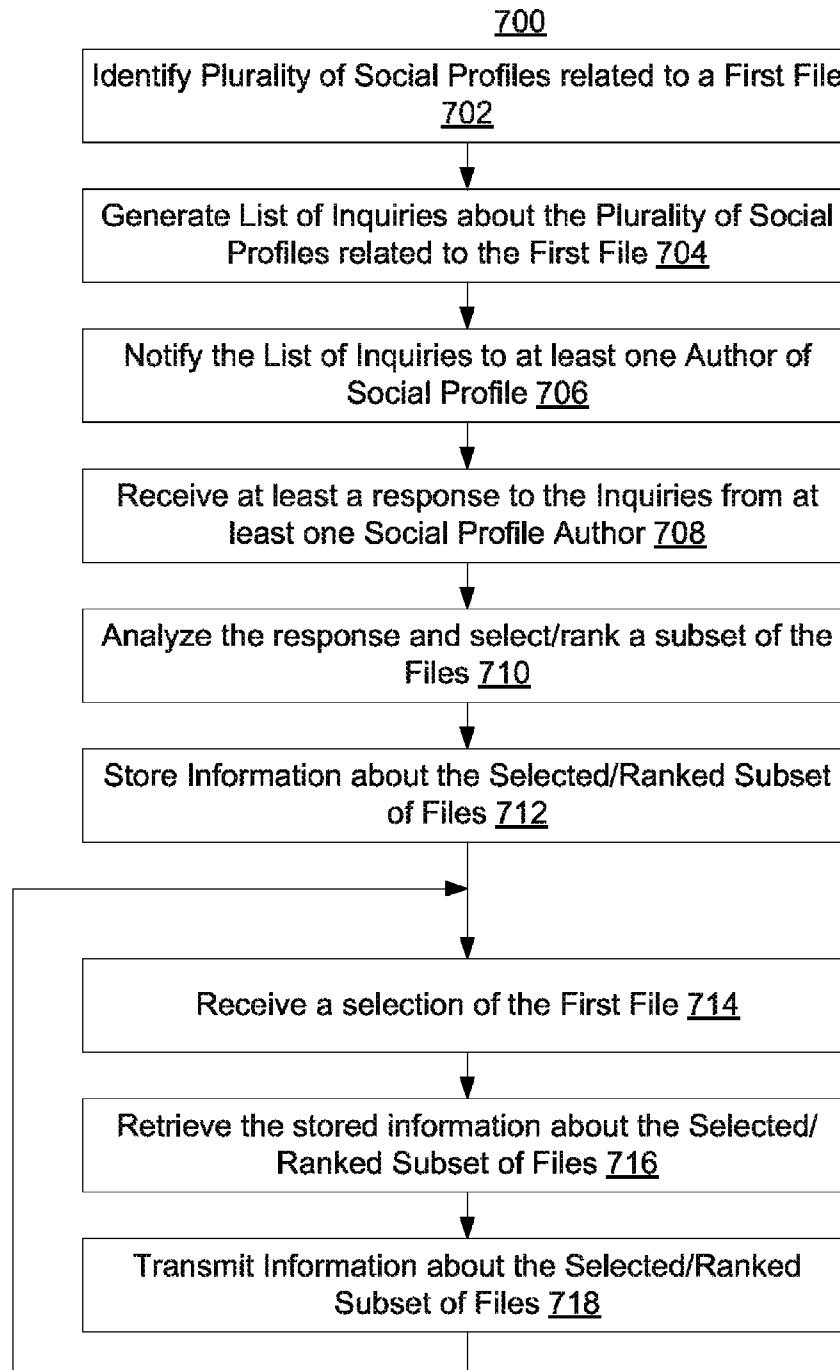 700
Identify Plurality of Social Profiles related to a First File
702
Generate List of Inquiries about the Plurality of Social
Profiles related to the First File 704
Notify the List of Inquiries to at least one Author of
Social Profile 706
Receive at least a response to the Inquiries from at
least one Social Profile Author 708
Analyze the response and select/rank a subset of the
Files 710
Store Information about the Selected/Ranked Subset
of Files 712
Receive a selection of the First File 714
Retrieve the stored information about the Selected/
Ranked Subset of Files 716
Transmit Information about the Selected/Ranked
Subset of Files 718